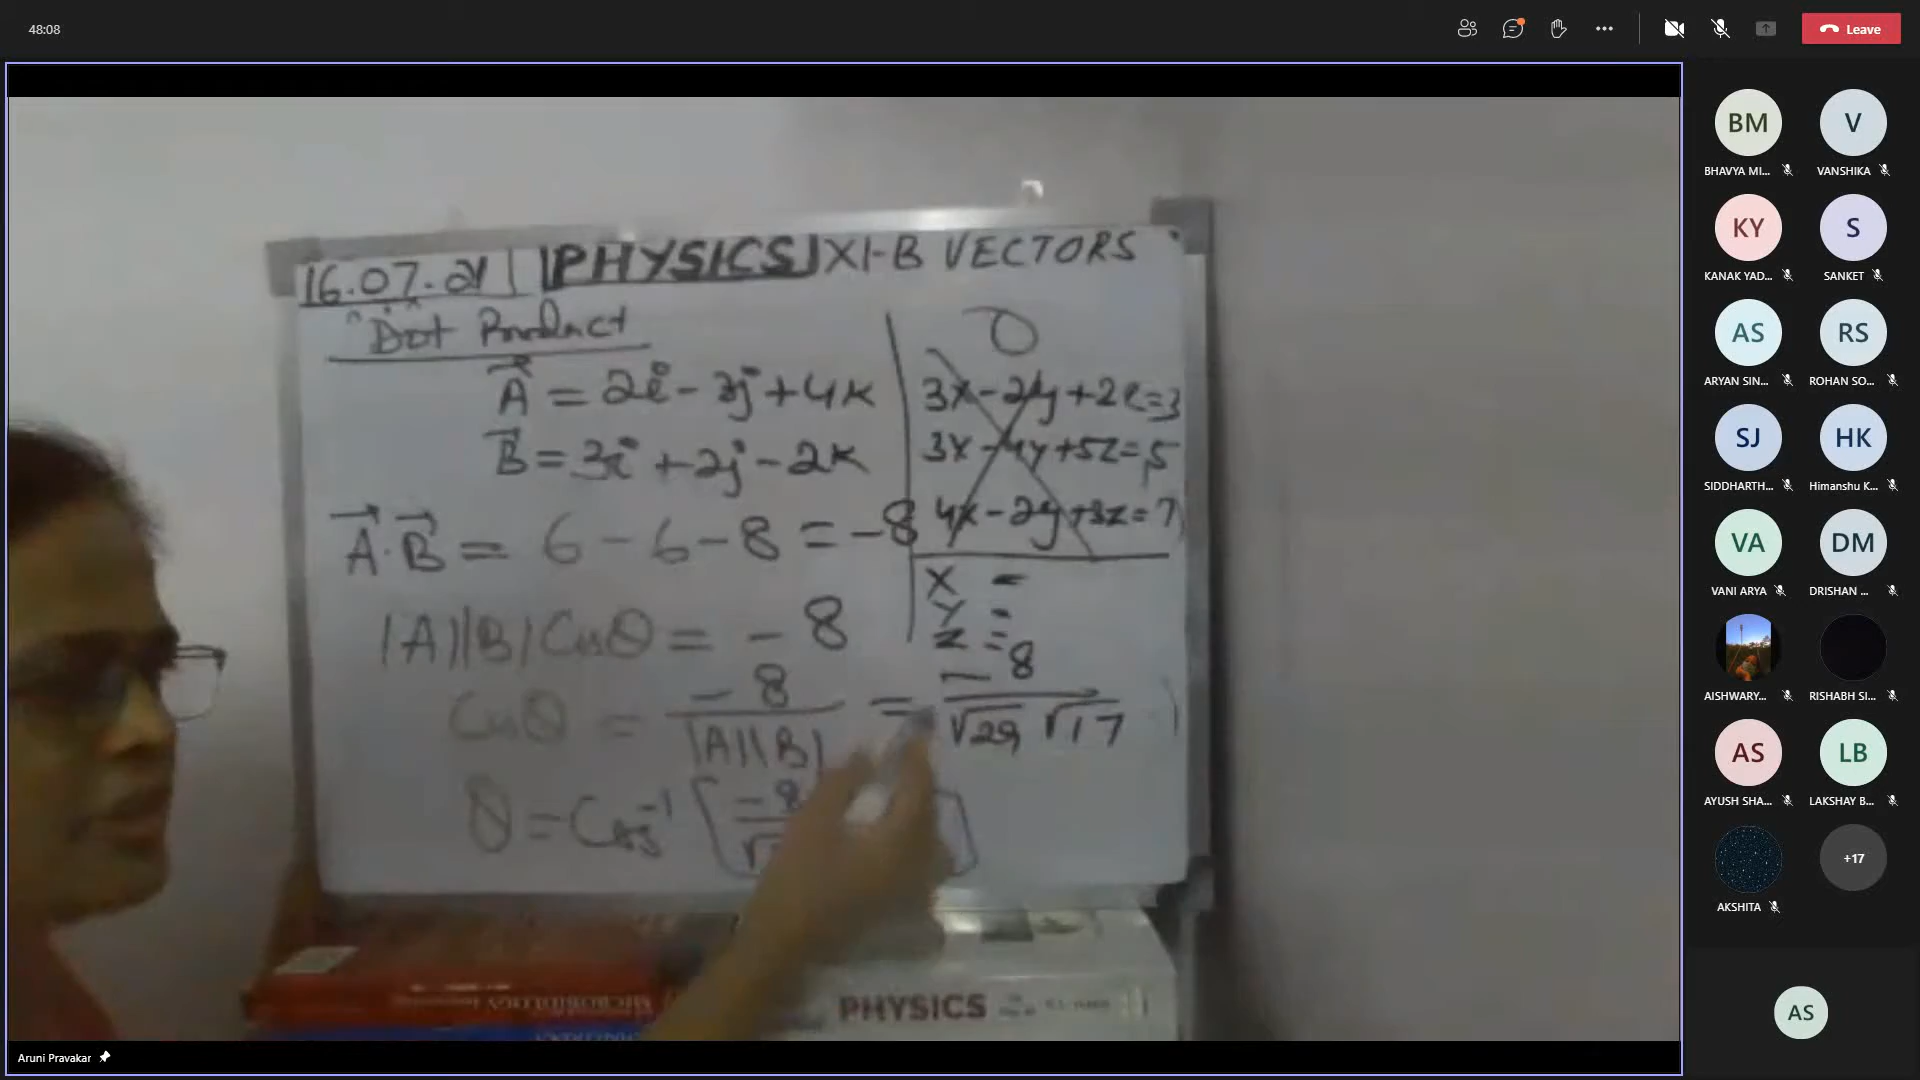 48:08
Leave
16.07.21 PHYSICS XI-B VECTORS
Dot Product
A = 2i - 3j + 4k
B = 3i + 2j - 2k
A.B = 6 - 6 - 8 = -8
|A||B| Cosθ = -8
Cosθ = -8 / |A||B| = -8 / √29 √17
θ = Cos⁻¹ [ -8
3x - 2y + 2z = 3
3x - 4y + 5z = 5
4x - 2y + 3z = 7
X =
Y =
Z =
MICROBIOLOGY
PHYSICS
Aruni Pravakar
BM
BHAVYA MI...
V
VANSHIKA
KY
KANAK YAD...
S
SANKET
AS
ARYAN SIN...
RS
ROHAN SO...
SJ
SIDDHARTH...
HK
Himanshu K...
VA
VANI ARYA
DM
DRISHAN ...
AISHWARY...
RISHABH SI...
AS
AYUSH SHA...
LB
LAKSHAY B...
AKSHITA
+17
AS